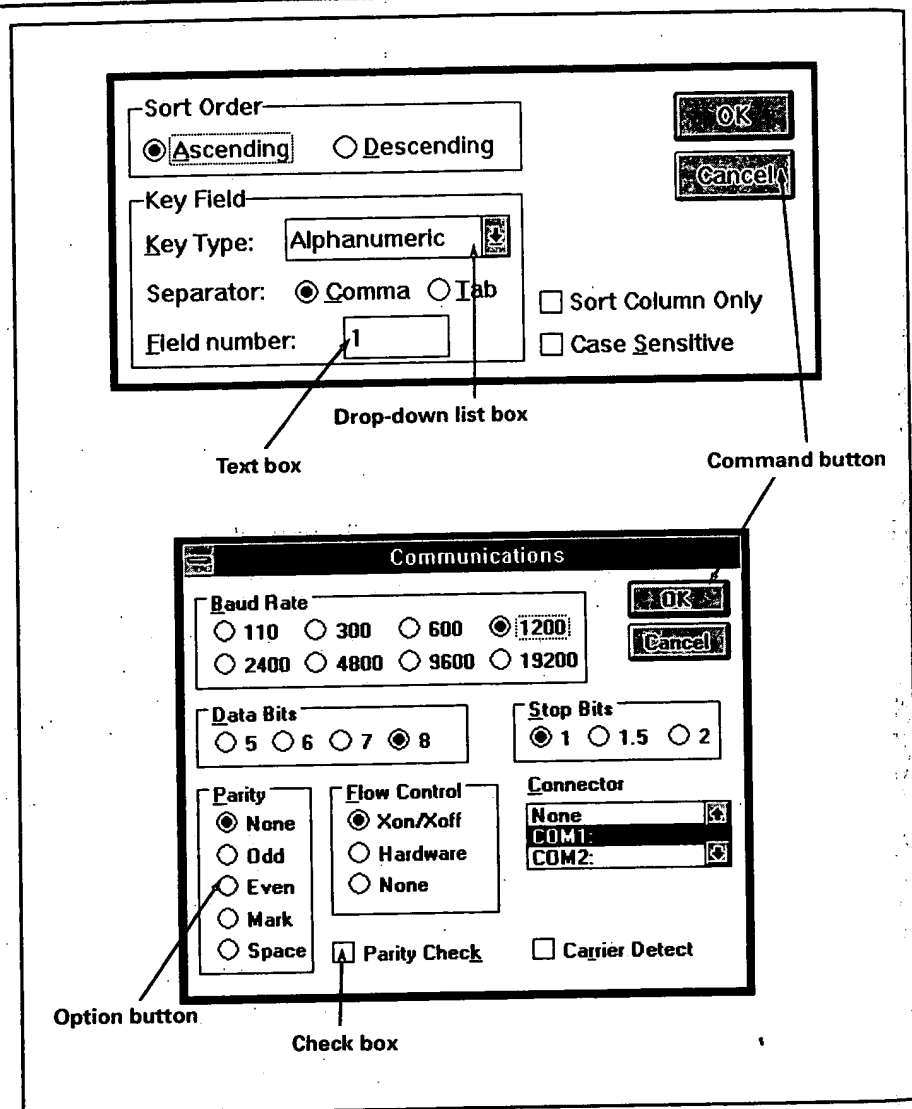 Sort Order
Ascending Descending
OK
Cancel
Key Field
Key Type: Alphanumeric
Separator: Comma Tab
Field number: 1
Sort Column Only
Case Sensitive
Drop-down list box
Text box
Command button
Communications
Baud Rate
110 300 600 1200
2400 4800 9600 19200
OK
Cancel
Data Bits
5 6 7 8
Stop Bits
1 1.5 2
Parity
None
Odd
Even
Mark
Space
Flow Control
Xon/Xoff
Hardware
None
Connector
None
COM1:
COM2:
Parity Check
Carrier Detect
Option button
Check box